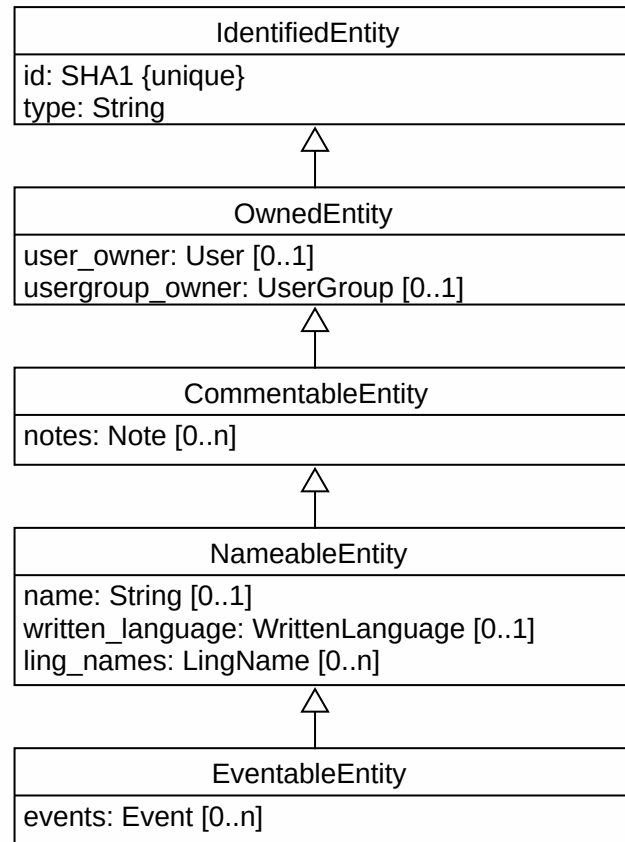 IdentifiedEntity
id: SHA1 {unique}
type: String
OwnedEntity
user_owner: User [0..1]
usergroup_owner: UserGroup [0..1]
CommentableEntity
notes: Note [0..n]
NameableEntity
name: String [0..1]
written_language: WrittenLanguage [0..1]
ling_names: LingName [0..n]
EventableEntity
events: Event [0..n]